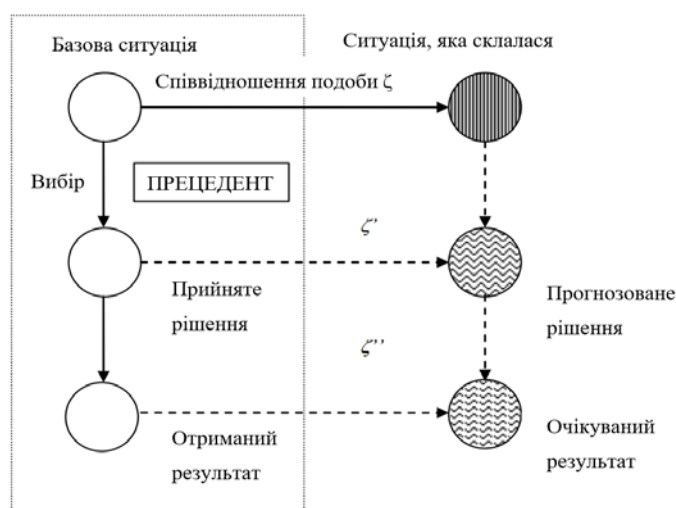 Базова ситуація
Ситуація, яка склалася
Співвідношення подоби ζ
Вибір
ПРЕЦЕДЕНТ
ζ’
Прийняте
рішення
Прогнозоване
рішення
ζ’’
Отриманий
результат
Очікуваний
результат